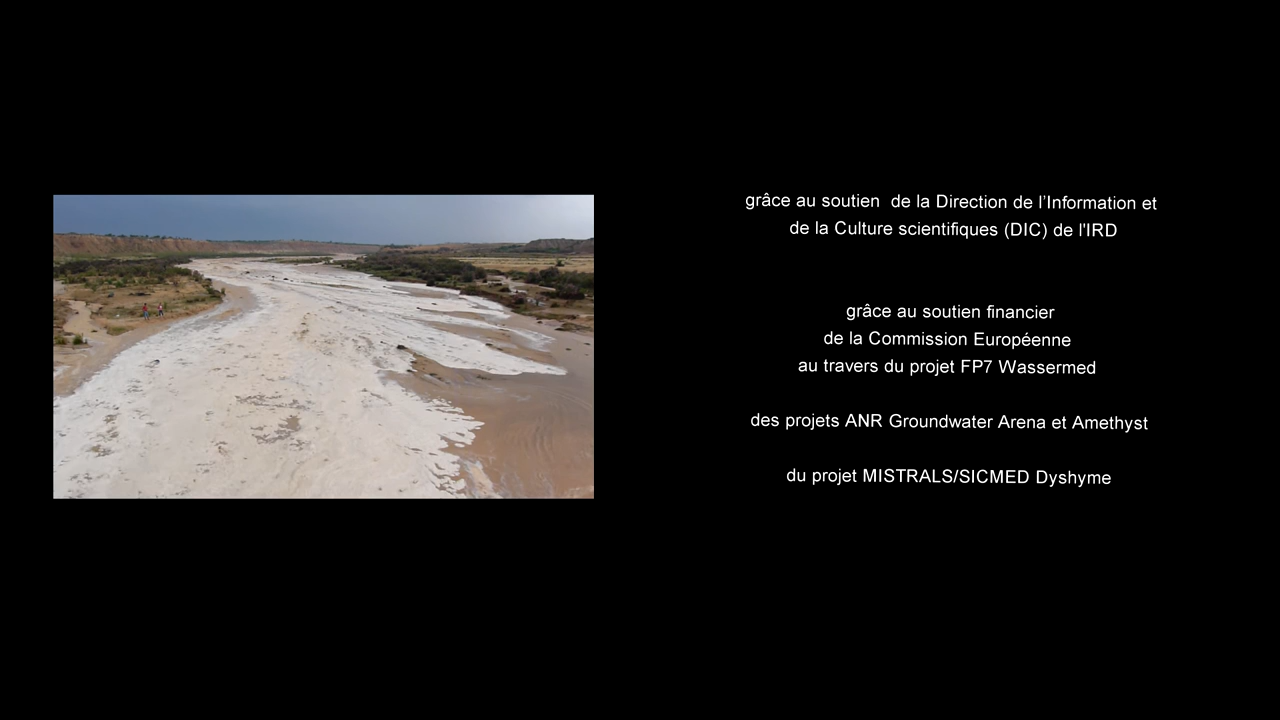 grâce au soutien  de la Direction de l’Information et
de la Culture scientifiques (DIC) de l'IRD
grâce au soutien financier
de la Commission Européenne
au travers du projet FP7 Wassermed
des projets ANR Groundwater Arena et Amethyst
du projet MISTRALS/SICMED Dyshyme